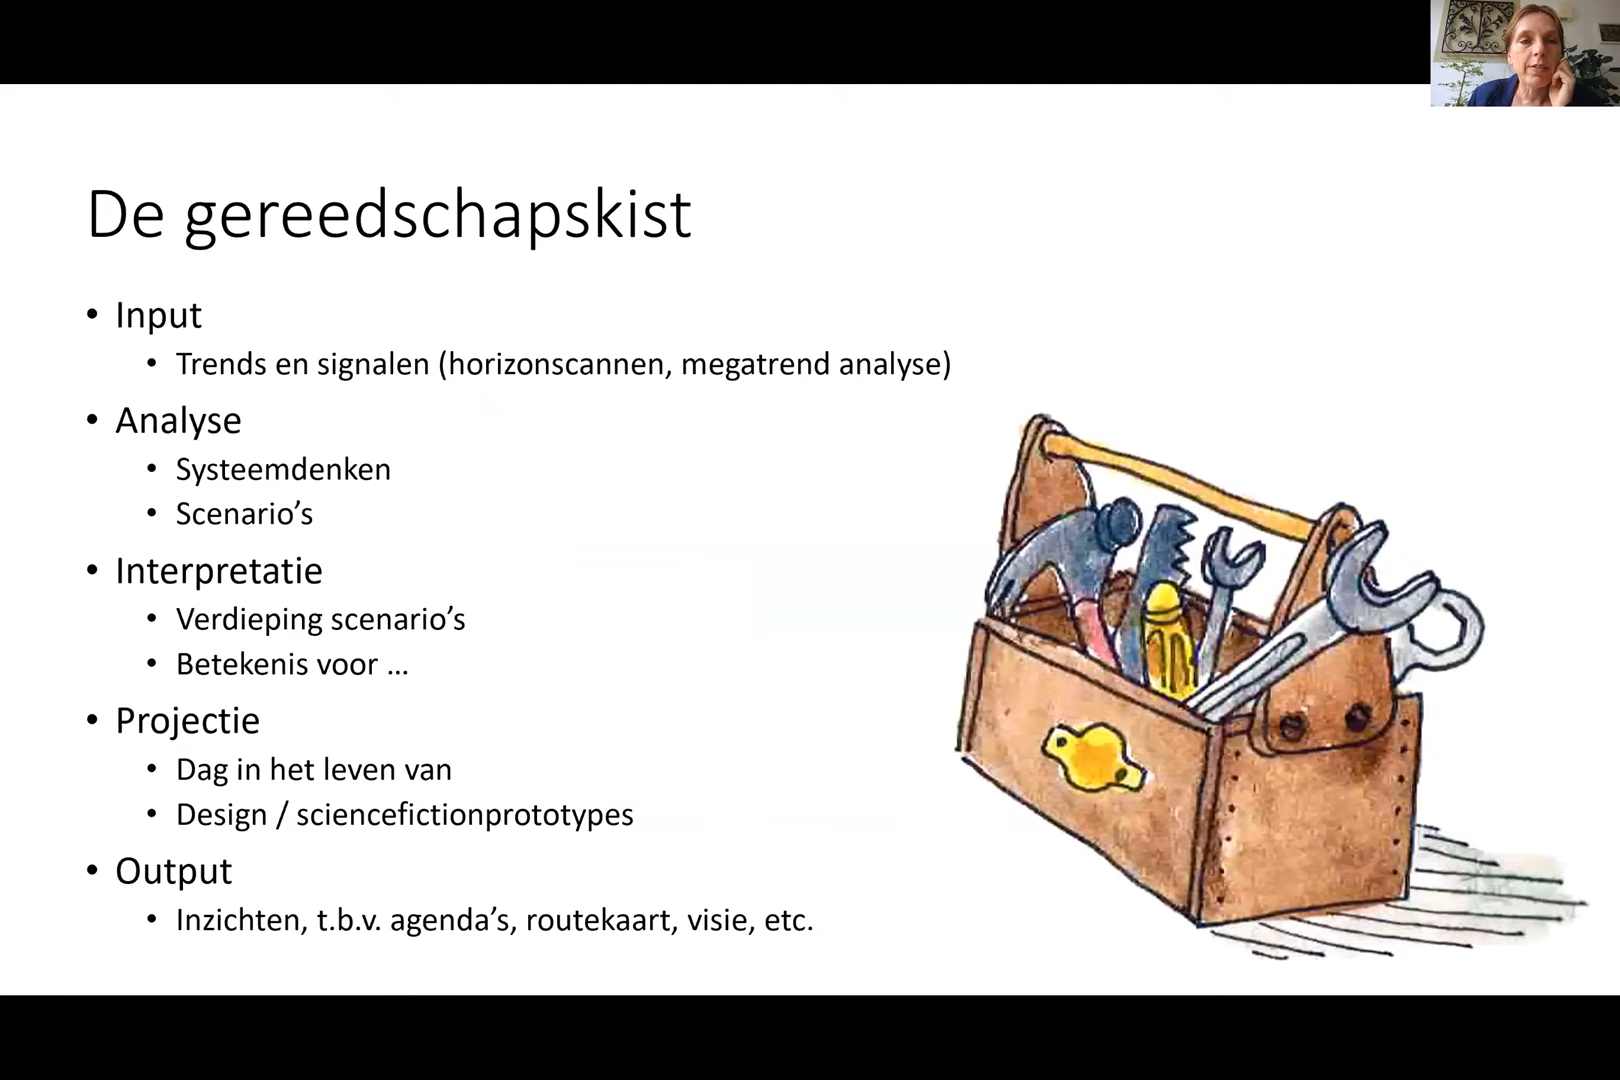 De gereedschapskist
• Input
• Trends en signalen (horizonscannen, megatrend analyse)
• Analyse
• Systeemdenken
• Scenario’s
• Interpretatie
• Verdieping scenario’s
• Betekenis voor …
• Projectie
• Dag in het leven van
• Design / sciencefictionprototypes
• Output
• Inzichten, t.b.v. agenda’s, routekaart, visie, etc.